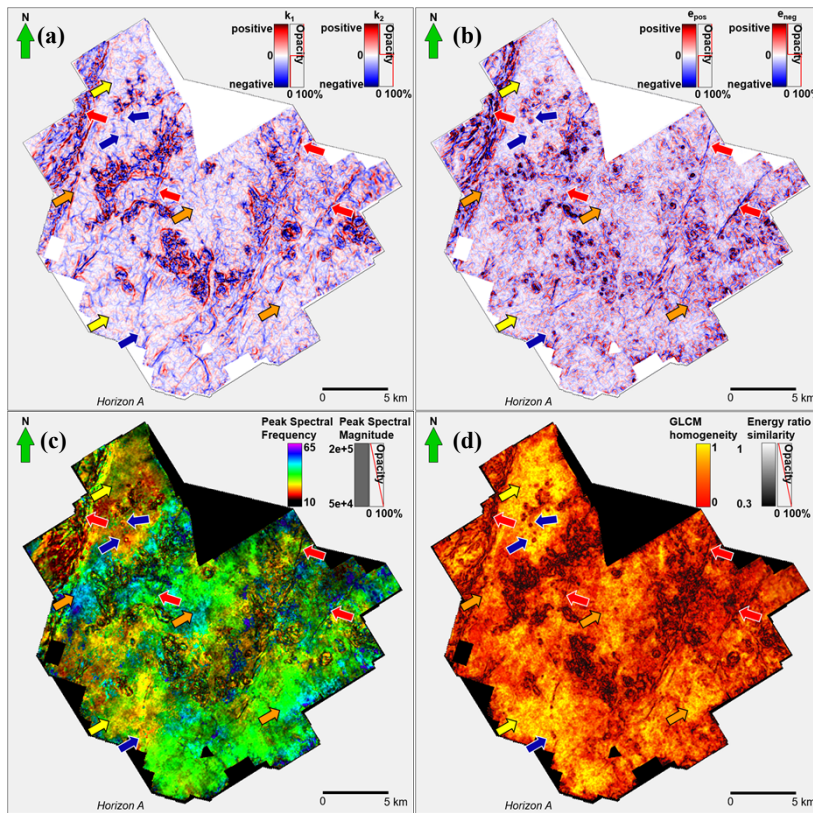 N
(a)
k1
k2
positive
0
negative
Opacity
0 100%
positive
0
negative
Opacity
0 100%
Horizon A
0
5 km
N
(b)
epos
eneg
positive
0
negative
Opacity
0 100%
positive
0
negative
Opacity
0 100%
Horizon A
0
5 km
N
(c)
Peak Spectral
Frequency
65
10
Peak Spectral
Magnitude
2e+5
5e+4
Opacity
0 100%
Horizon A
0
5 km
N
(d)
GLCM
homogeneity
1
0
Energy ratio
similarity
1
0.3
Opacity
0 100%
Horizon A
0
5 km